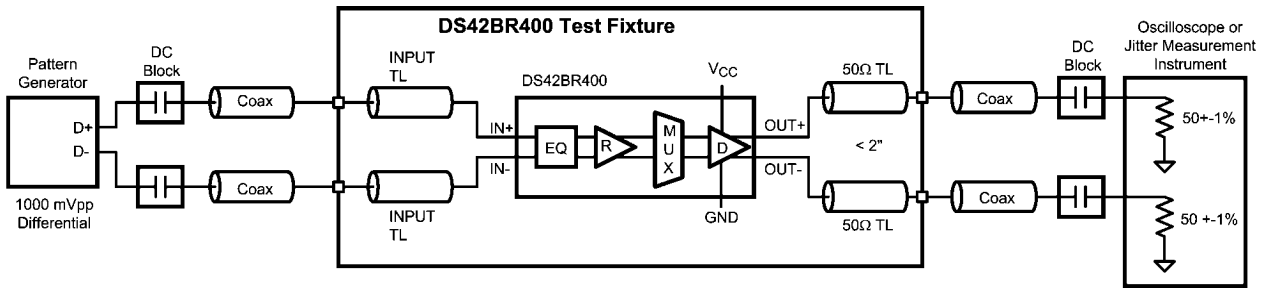 DS42BR400 Test Fixture
Pattern
Generator
D+
D-
1000 mVpp
Differential
DC
Block
Coax
Coax
INPUT
TL
INPUT
TL
DS42BR400
IN+
IN-
EQ
R
M
U
X
D
VCC
GND
OUT+
OUT-
50Ω TL
< 2"
50Ω TL
Coax
Coax
DC
Block
Oscilloscope or
Jitter Measurement
Instrument
50+-1%
50 +-1%